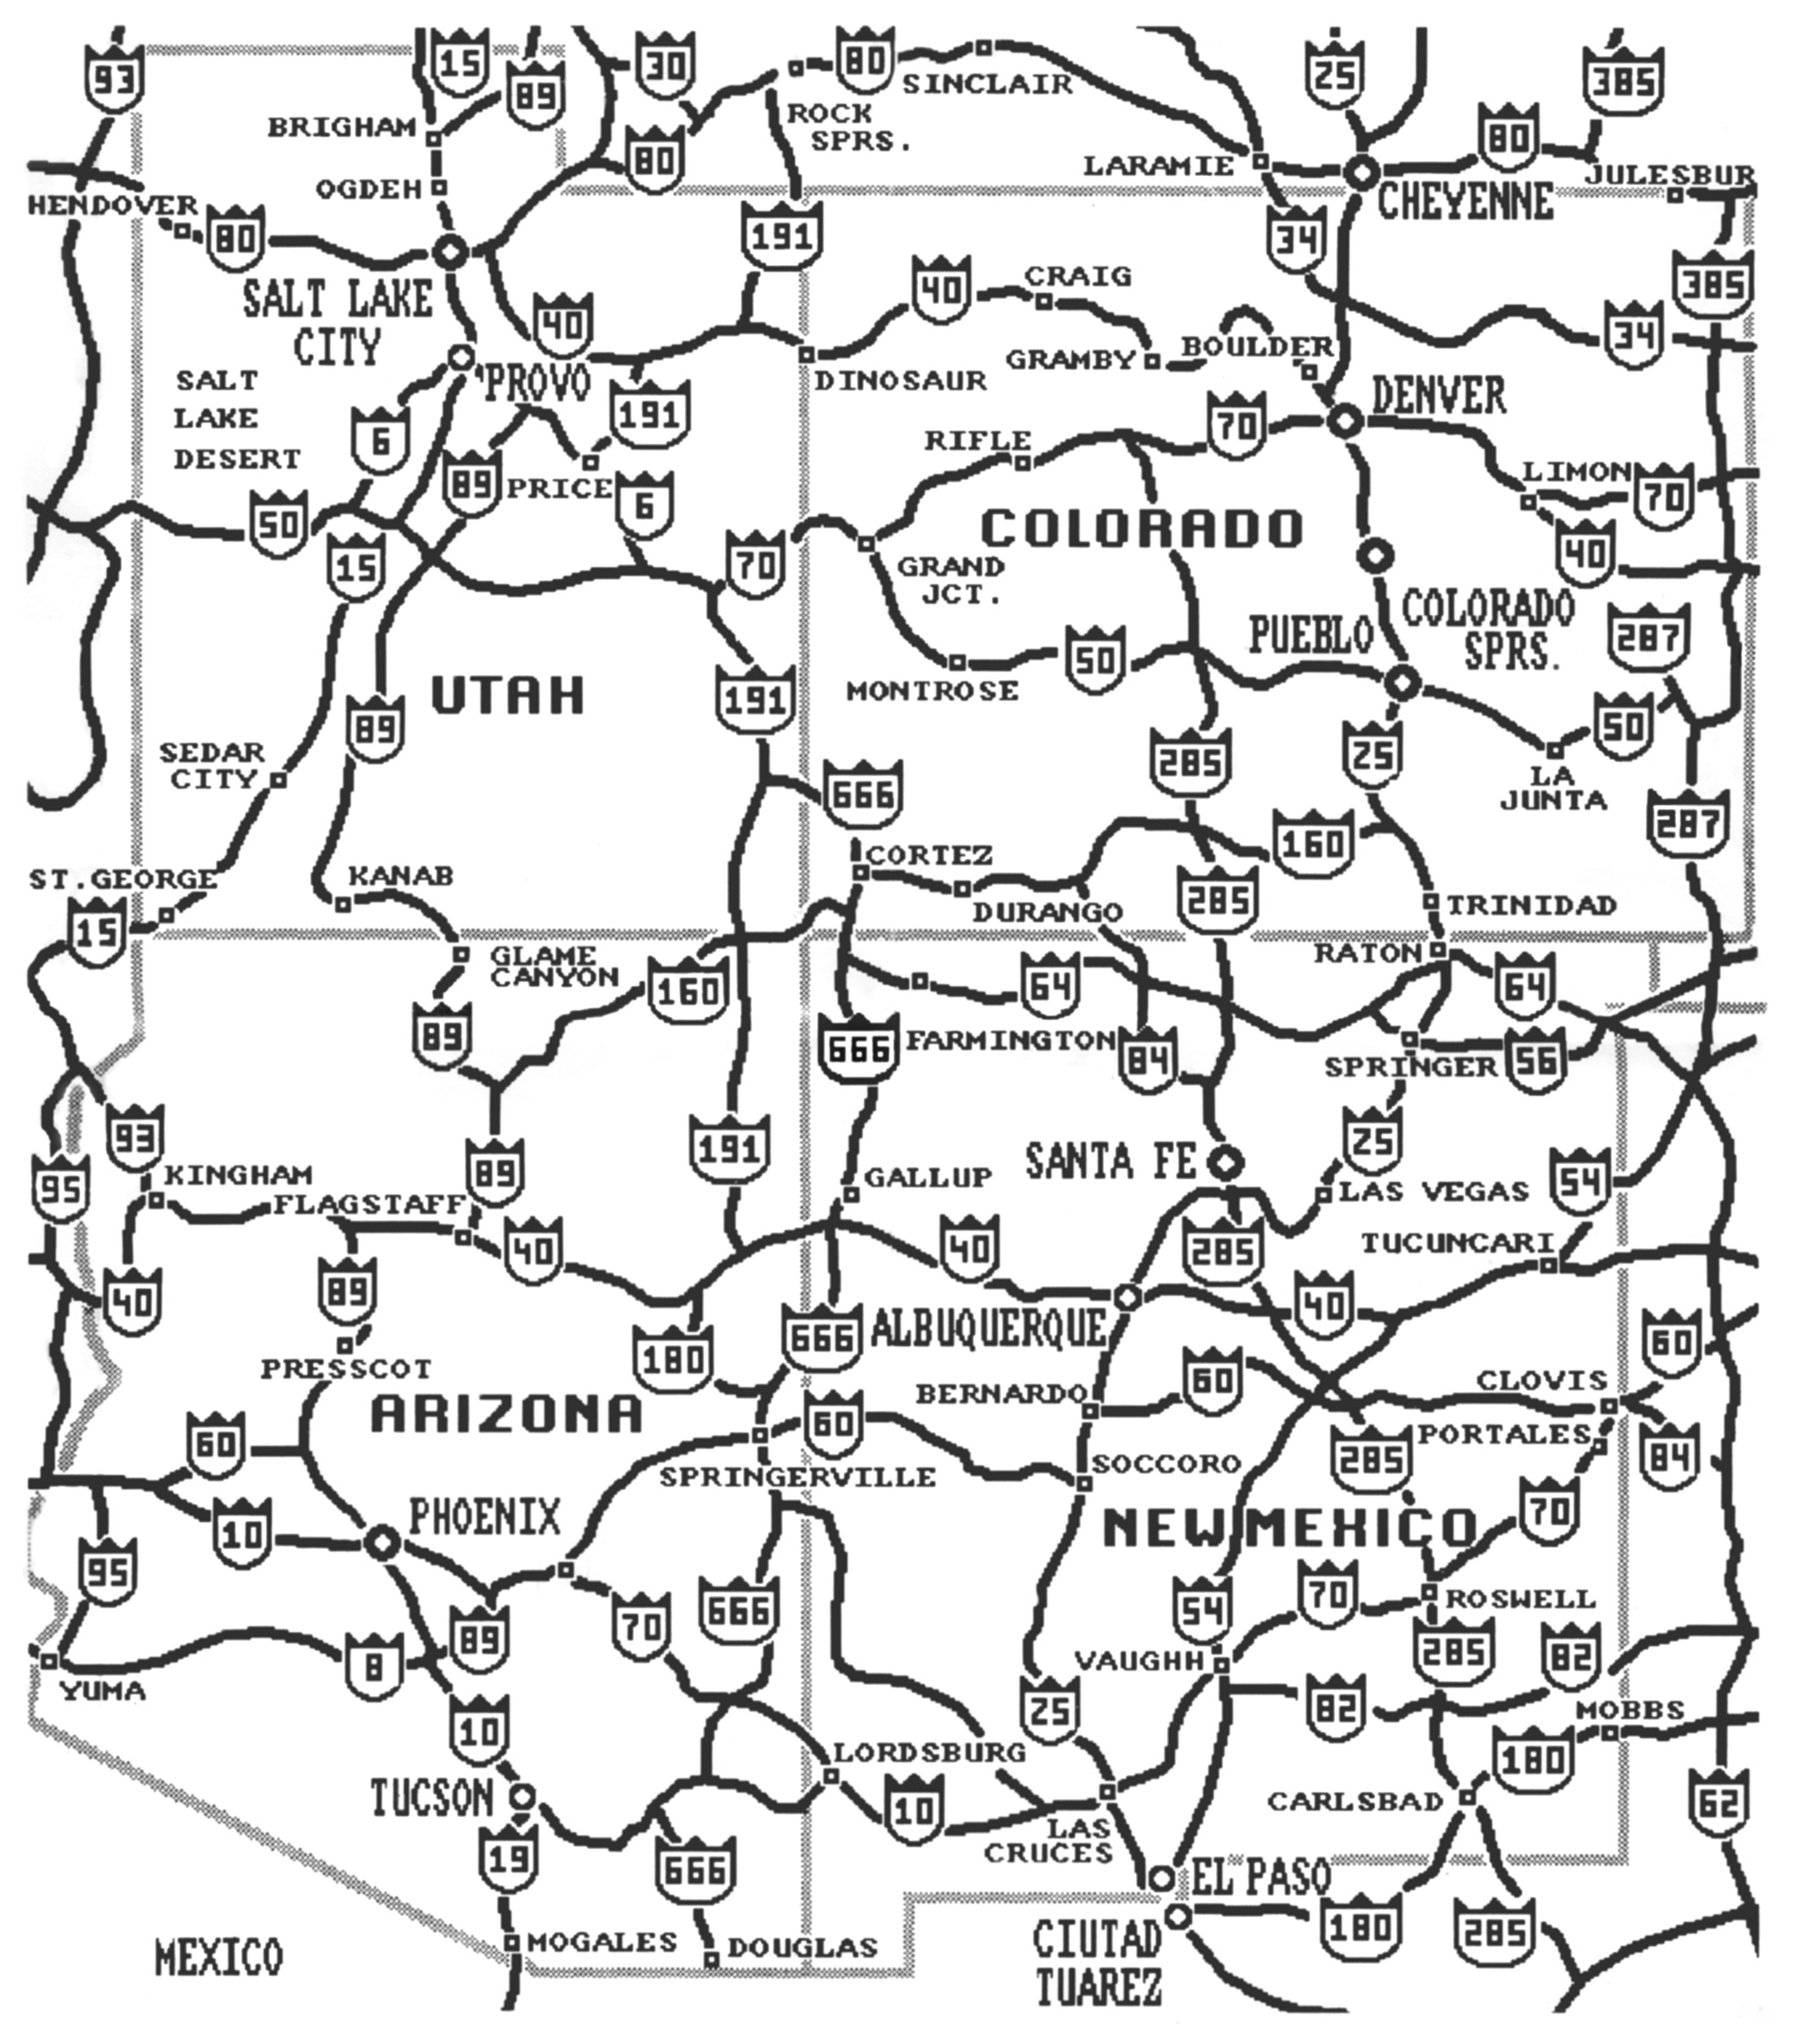 93
15
89
30
80
SINCLAIR
25
385
BRIGHAM
ROCK
SPRS.
80
LARAMIE
80
JULESBUR
OGDEH
HENDOVER
80
191
34
CHEYENNE
SALT LAKE
CITY
40
40
CRAIG
385
GRAMBY
BOULDER
34
SALT
LAKE
DESERT
'PROVO
191
DINOSAUR
DENVER
6
89
PRICE
6
RIFLE
70
LIMON
70
50
15
70
COLORADO
40
GRAND
JCT.
COLORADO
SPRS.
PUEBLO
287
UTAH
191
MONTROSE
50
50
89
285
25
SEDAR
CITY
666
LA
JUNTA
287
160
CORTEZ
ST.GEORGE
KANAB
DURANGO
285
TRINIDAD
15
RATON
GLAME
CANYON
160
64
64
89
666
FARMINGTON
84
SPRINGER
56
93
25
191
95
KINGHAM
89
SANTA FE
54
GALLUP
LAS VEGAS
FLAGSTAFF
40
40
285
TUCUNCARI
40
89
40
666
ALBUQUERQUE
60
180
PRESSCOT
BERNARDO
60
CLOVIS
ARIZONA
60
60
PORTALES
285
84
SPRINGERVILLE
SOCCORO
10
PHOENIX
NEW MEHICO
70
95
70
89
666
54
70
ROSWELL
8
VAUGHH
285
82
YUMA
10
25
82
MOBBS
LORDSBURG
180
TUCSON
10
CARLSBAD
62
LAS
CRUCES
19
666
EL PASO
180
285
MEXICO
MOGALES
DOUGLAS
CIUTAD
TUAREZ